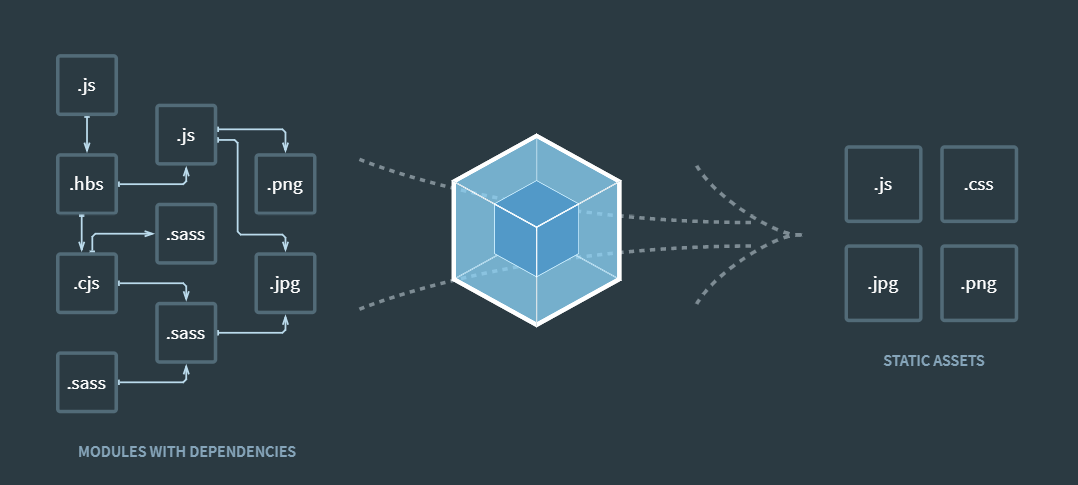 .js
.js
.hbs
.png
.sass
.cjs
.jpg
.sass
.sass
MODULES WITH DEPENDENCIES
.js
.css
.jpg
.png
STATIC ASSETS